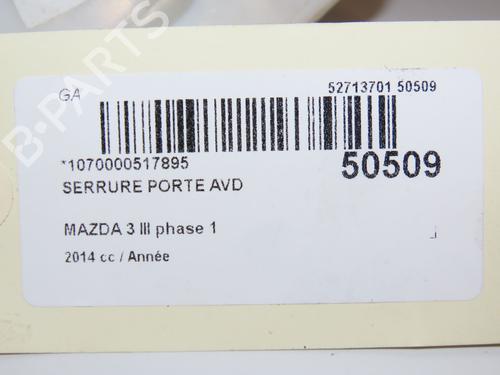 GA
52713701 50509
*1070000517895
50509
SERRURE PORTE AVD
MAZDA 3 III phase 1
2014 cc / Année
B-PARTS